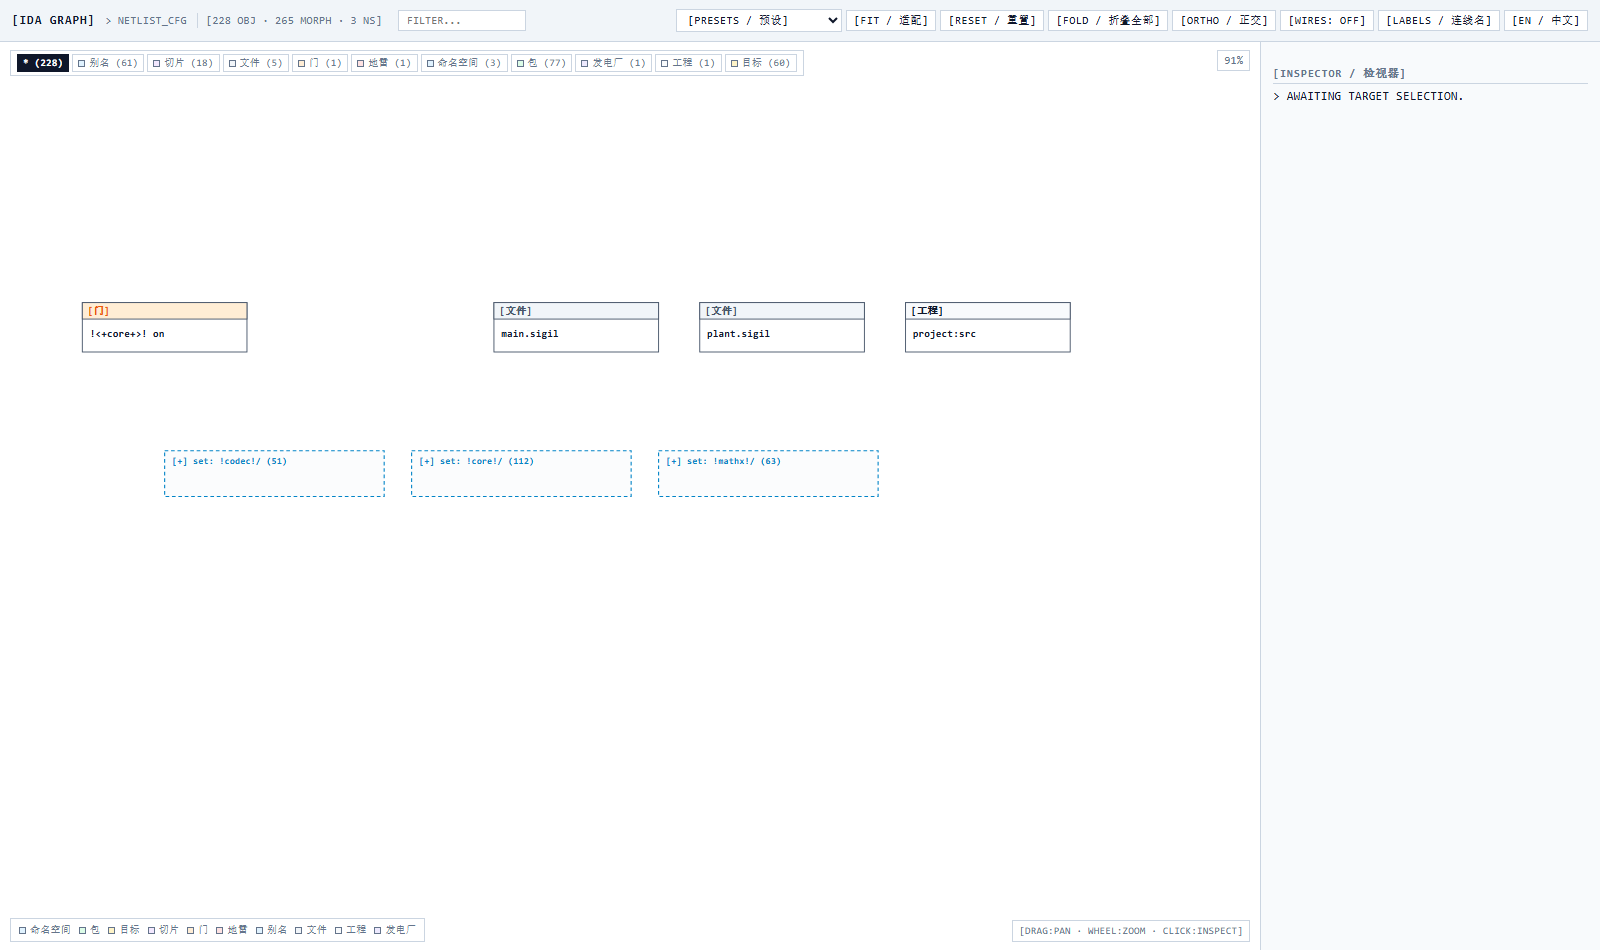 [IDA GRAPH] > NETLIST_CFG [228 OBJ · 265 MORPH · 3 NS] FILTER... [PRESETS / 预设] [FIT / 适配] [RESET / 重置] [FOLD / 折叠全部] [ORTHO / 正交] [WIRES: OFF] [LABELS / 连线名] [EN / 中文]
* (228) 别名 (61) 切片 (18) 文件 (5) 门 (1) 地雷 (1) 命名空间 (3) 包 (77) 发电厂 (1) 工程 (1) 目标 (60)
91%
[INSPECTOR / 检视器]
> AWAITING TARGET SELECTION.
[门] [文件] [文件] [工程]
!<+core+>! on main.sigil plant.sigil project:src
[+] set: !codec!/ (51) [+] set: !core!/ (112) [+] set: !mathx!/ (63)
命名空间 包 目标 切片 门 地雷 别名 文件 工程 发电厂
[DRAG:PAN · WHEEL:ZOOM · CLICK:INSPECT]